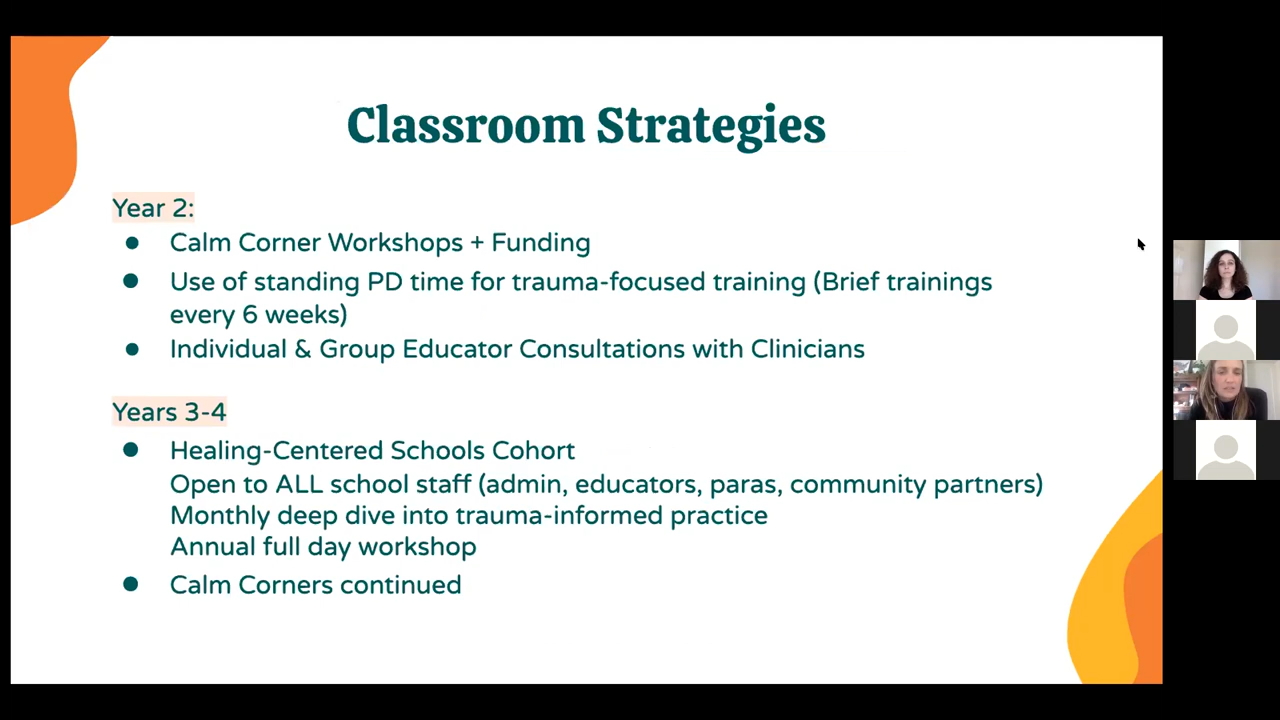 Classroom Strategies
Year 2:
● Calm Corner Workshops + Funding
● Use of standing PD time for trauma-focused training (Brief trainings
every 6 weeks)
● Individual & Group Educator Consultations with Clinicians
Years 3-4
● Healing-Centered Schools Cohort
Open to ALL school staff (admin, educators, paras, community partners)
Monthly deep dive into trauma-informed practice
Annual full day workshop
● Calm Corners continued